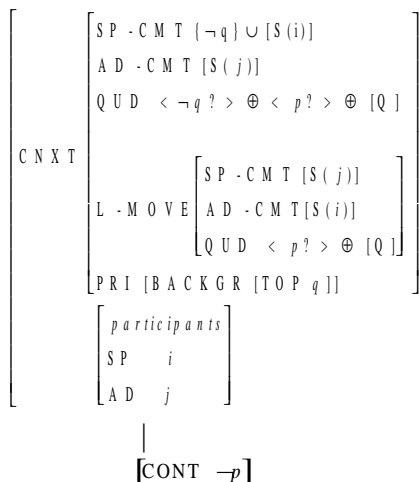 SP-CMT {¬q} ∪ [S(i)]
AD-CMT [S(j)]
QUD < ¬q? > ⊕ < p? > ⊕ [Q]
CNXT
SP-CMT [S(j)]
L-MOVE AD-CMT[S(i)]
QUD < p? > ⊕ [Q]
PRI [BACKGR [TOP q]]
participants
SP i
AD j
[CONT ¬p]